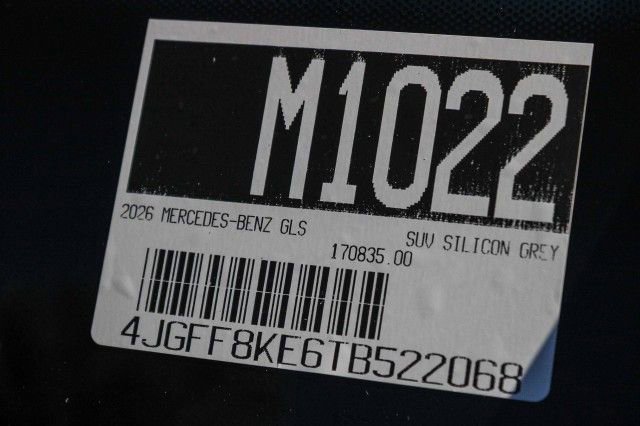 M1022
2026 MERCEDES-BENZ GLS
SUV SILICON GREY
170835.00
4JGFF8KE6TB522068